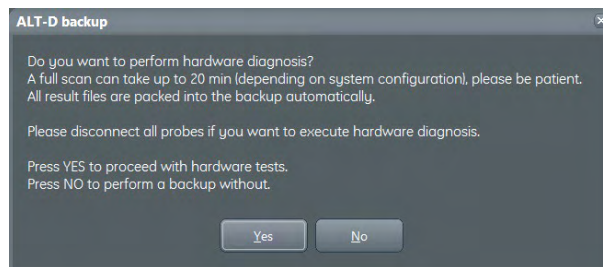 ALT-D backup
Do you want to perform hardware diagnosis?
A full scan can take up to 20 min (depending on system configuration), please be patient.
All result files are packed into the backup automatically.
Please disconnect all probes if you want to execute hardware diagnosis.
Press YES to proceed with hardware tests.
Press NO to perform a backup without.
Yes
No